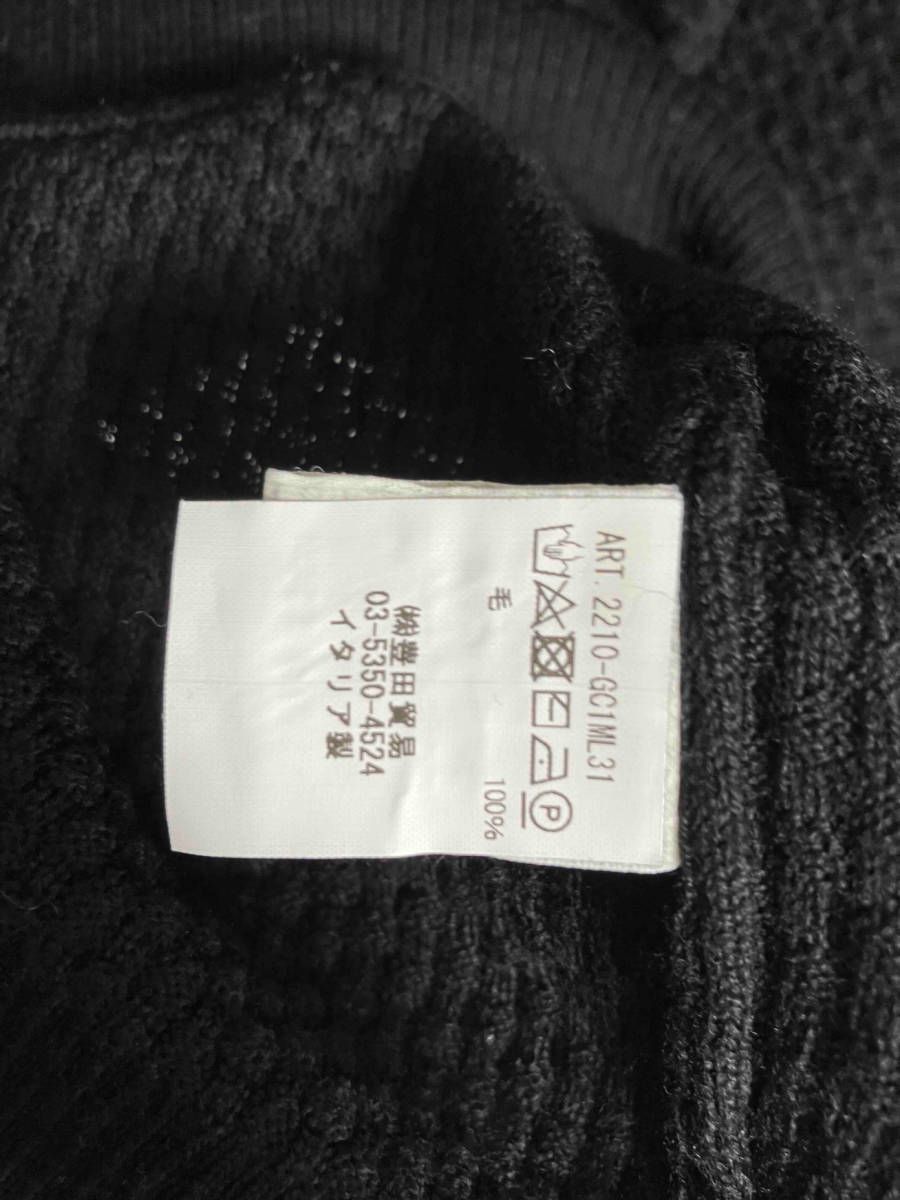 ART. 2210-GC1ML31
P
毛 100%
㈱豊田貿易
03-5350-4524
イタリア製